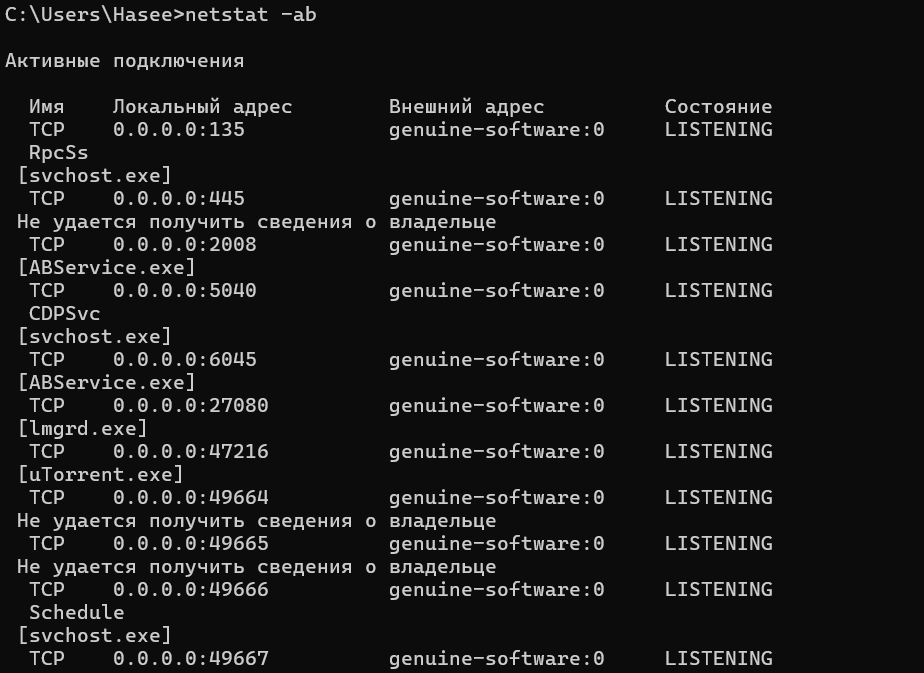 C:\Users\Hasee>netstat -ab
Активные подключения
Имя Локальный адрес Внешний адрес Состояние
TCP 0.0.0.0:135 genuine-software:0 LISTENING
RpcSs
[svchost.exe]
TCP 0.0.0.0:445 genuine-software:0 LISTENING
Не удается получить сведения о владельце
TCP 0.0.0.0:2008 genuine-software:0 LISTENING
[ABService.exe]
TCP 0.0.0.0:5040 genuine-software:0 LISTENING
CDPSvc
[svchost.exe]
TCP 0.0.0.0:6045 genuine-software:0 LISTENING
[ABService.exe]
TCP 0.0.0.0:27080 genuine-software:0 LISTENING
[lmgrd.exe]
TCP 0.0.0.0:47216 genuine-software:0 LISTENING
[uTorrent.exe]
TCP 0.0.0.0:49664 genuine-software:0 LISTENING
Не удается получить сведения о владельце
TCP 0.0.0.0:49665 genuine-software:0 LISTENING
Не удается получить сведения о владельце
TCP 0.0.0.0:49666 genuine-software:0 LISTENING
Schedule
[svchost.exe]
TCP 0.0.0.0:49667 genuine-software:0 LISTENING